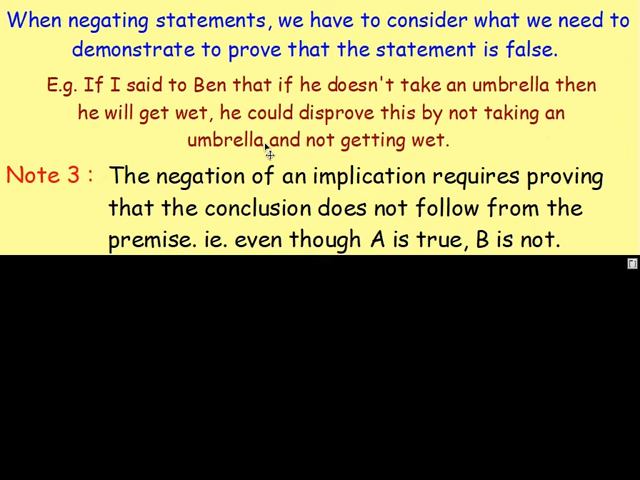 When negating statements, we have to consider what we need to
demonstrate to prove that the statement is false.
E.g. If I said to Ben that if he doesn't take an umbrella then
he will get wet, he could disprove this by not taking an
umbrella and not getting wet.
Note 3 : The negation of an implication requires proving
that the conclusion does not follow from the
premise. ie. even though A is true, B is not.